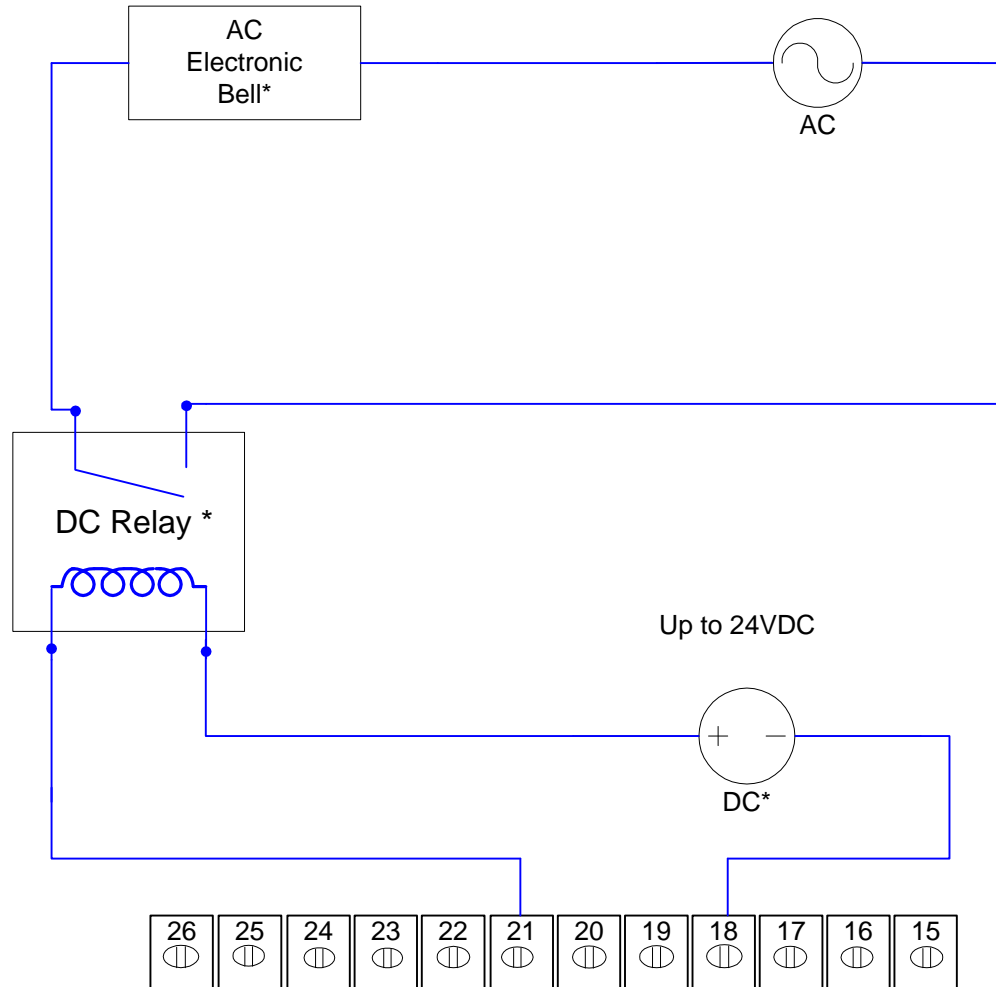 AC
Electronic
Bell*
AC
DC Relay *
Up to 24VDC
+ −
DC*
26 25 24 23 22 21 20 19 18 17 16 15